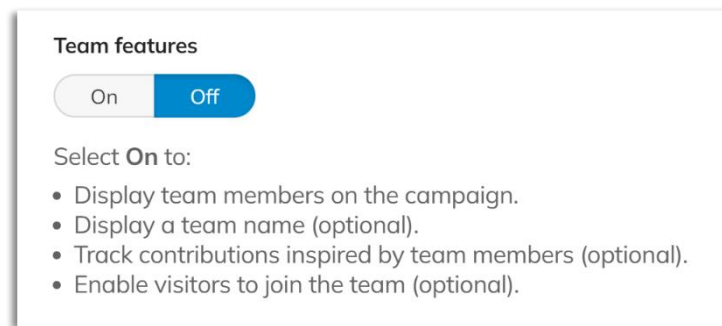 Team features
On Off
Select On to:
• Display team members on the campaign.
• Display a team name (optional).
• Track contributions inspired by team members (optional).
• Enable visitors to join the team (optional).